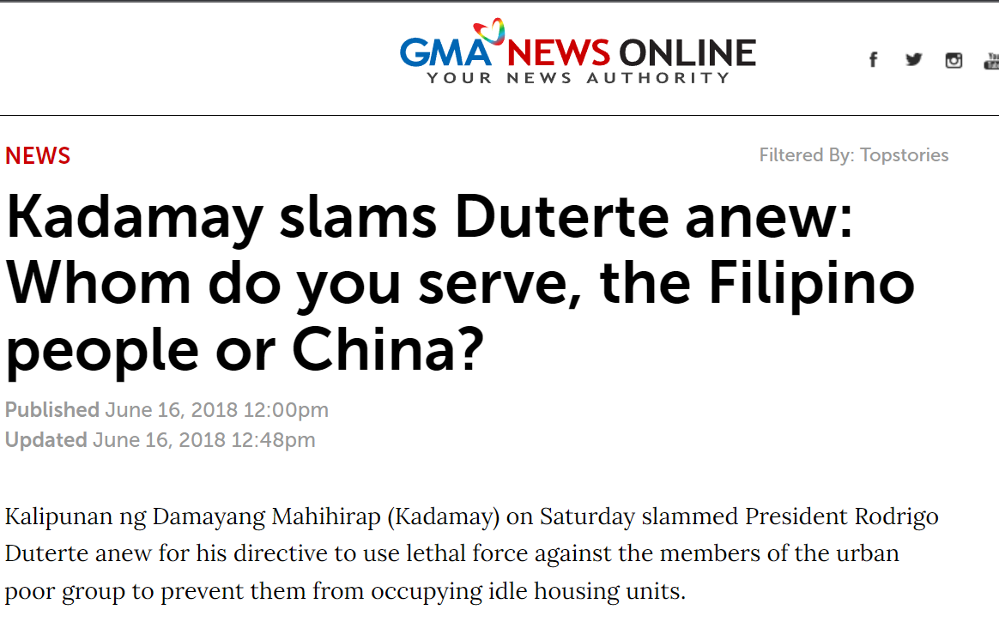 GMA NEWS ONLINE
YOUR NEWS AUTHORITY
NEWS
Filtered By: Topstories
Kadamay slams Duterte anew:
Whom do you serve, the Filipino
people or China?
Published June 16, 2018 12:00pm
Updated June 16, 2018 12:48pm
Kalipunan ng Damayang Mahihirap (Kadamay) on Saturday slammed President Rodrigo
Duterte anew for his directive to use lethal force against the members of the urban
poor group to prevent them from occupying idle housing units.